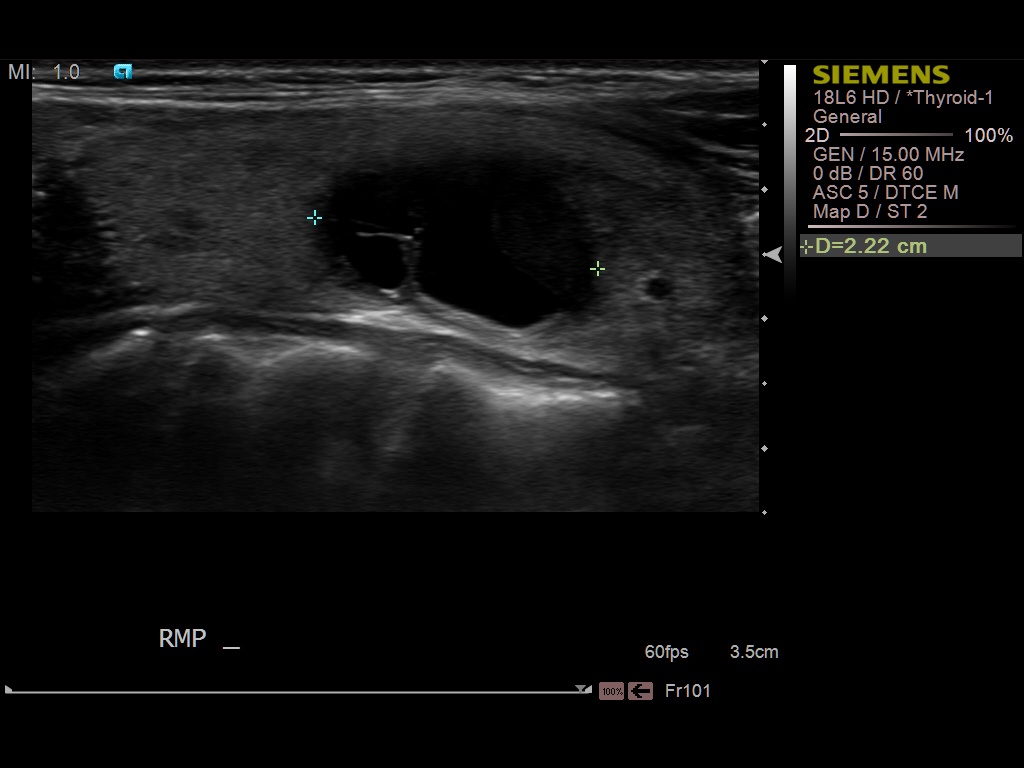 MI: 1.0
SIEMENS
18L6 HD / *Thyroid-1
General
2D 100%
GEN / 15.00 MHz
0 dB / DR 60
ASC 5 / DTCE M
Map D / ST 2
D=2.22 cm
RMP _
60fps 3.5cm
100% Fr101